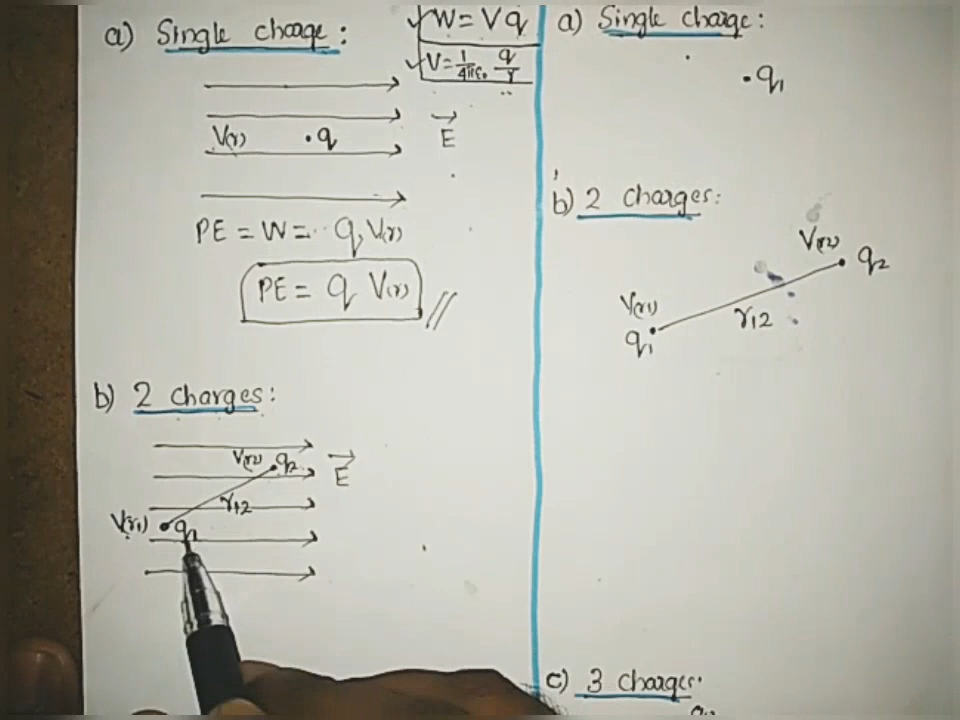 a) Single charge:
✓W = Vq
✓V = 1/4πε₀ q/r
V(r) .q
E
PE = W = q V(r)
PE = q V(r) //
b) 2 charges:
V(r2) q2
E
r12
V(r1) q1
a) Single charge:
.q1
b) 2 charges:
V(r2) q2
V(r1)
r12
q1
c) 3 charges: